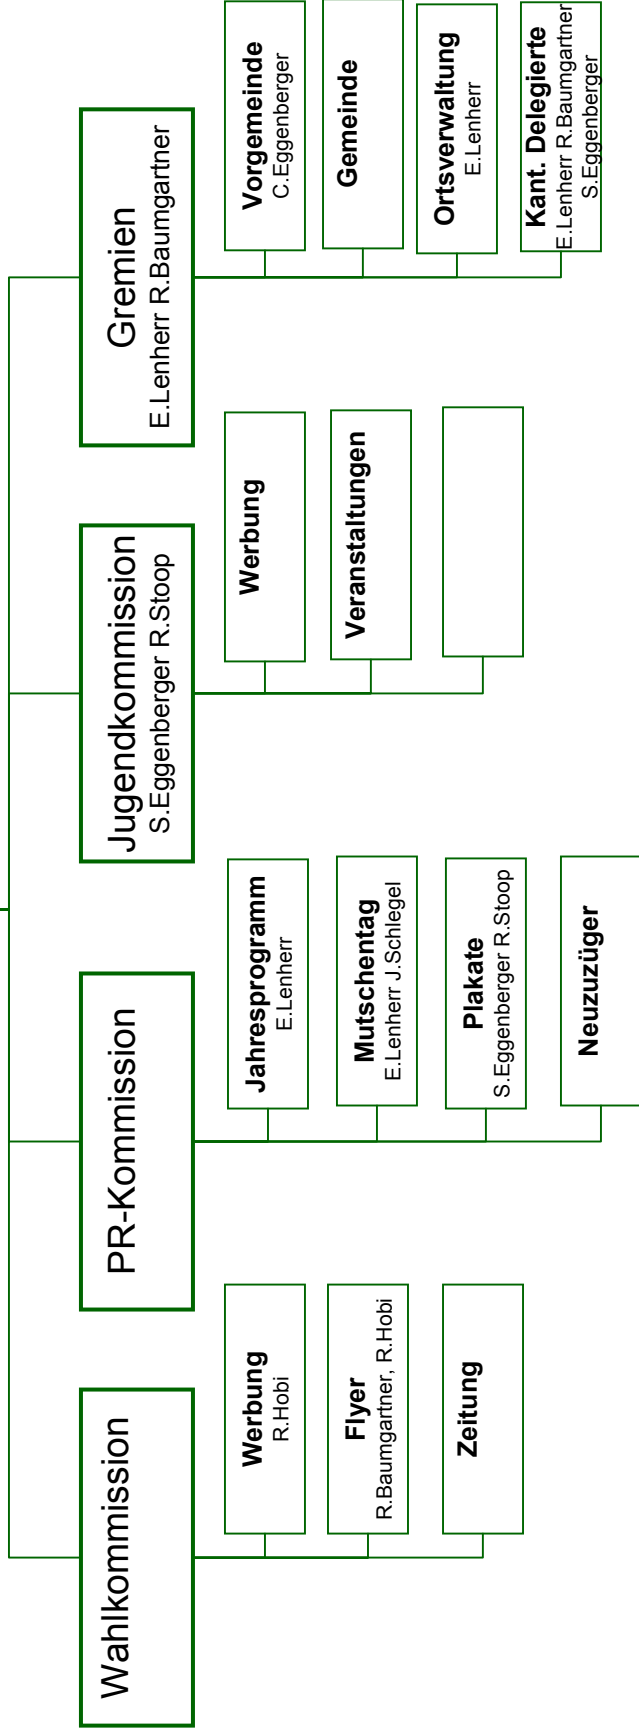 Wahlkommission
Werbung
R.Hobi
Flyer
R.Baumgartner, R.Hobi
Zeitung
PR-Kommission
Jahresprogramm
E.Lenherr
Mutschentag
E.Lenherr J.Schlegel
Plakate
S.Eggenberger R.Stoop
Neuzuzüger
Jugendkommission
S.Eggenberger R.Stoop
Werbung
Veranstaltungen
Gremien
E.Lenherr R.Baumgartner
Vorgemeinde
C.Eggenberger
Gemeinde
Ortsverwaltung
E.Lenherr
Kant. Delegierte
E.Lenherr R.Baumgartner
S.Eggenberger